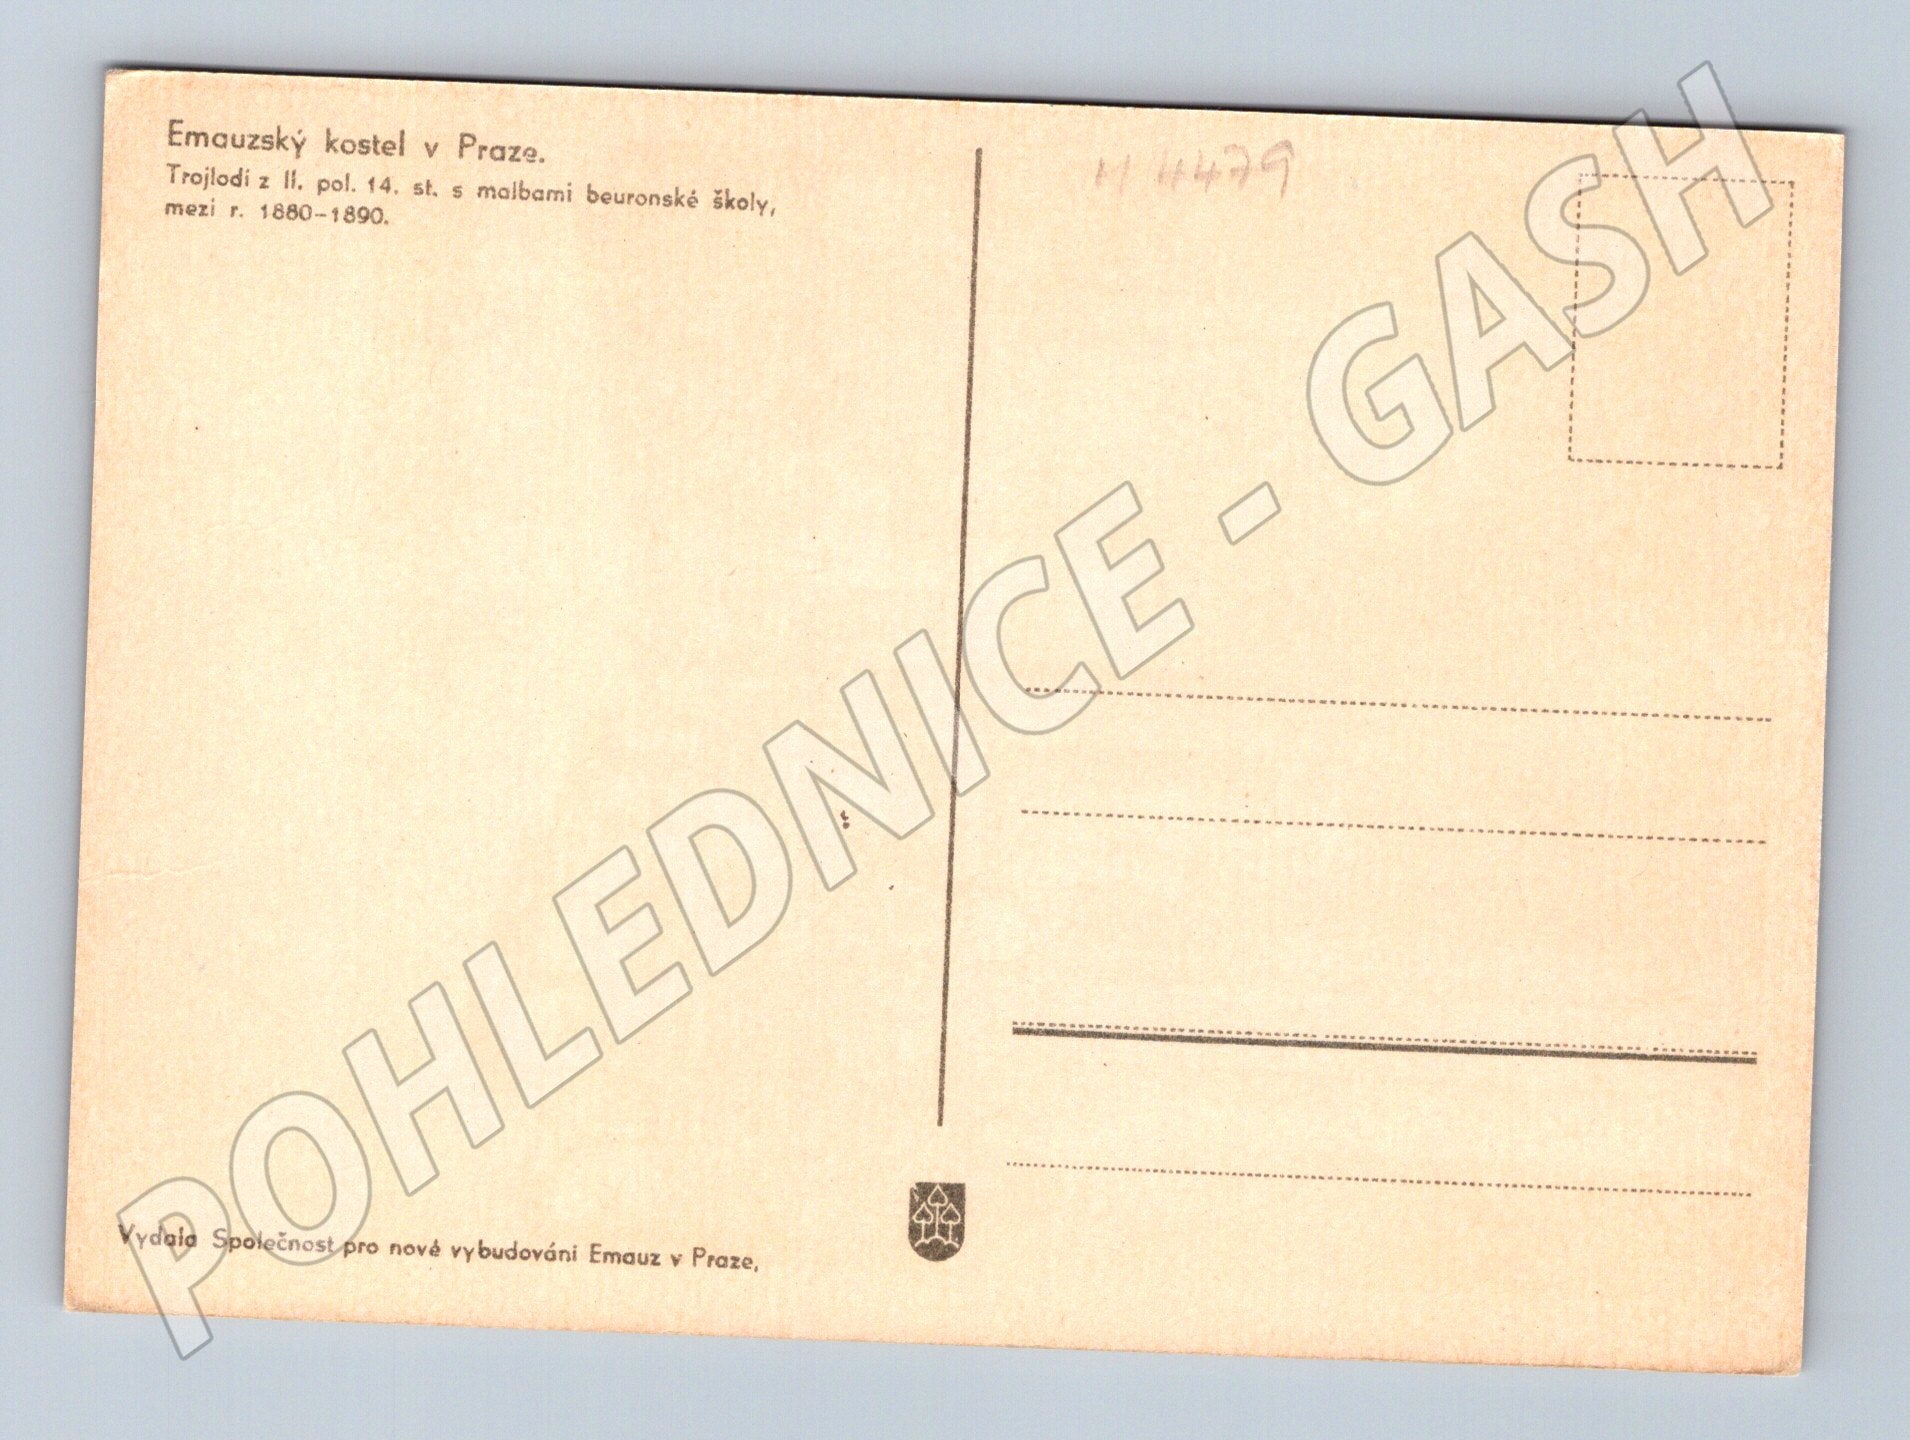 Emauzský kostel v Praze.
Trojlodí z II. pol. 14. st. s malbami beuronské školy,
mezi r. 1880-1890.
4479
POHLEDNICE - GASH
Vydala Společnost pro nové vybudování Emauz v Praze.